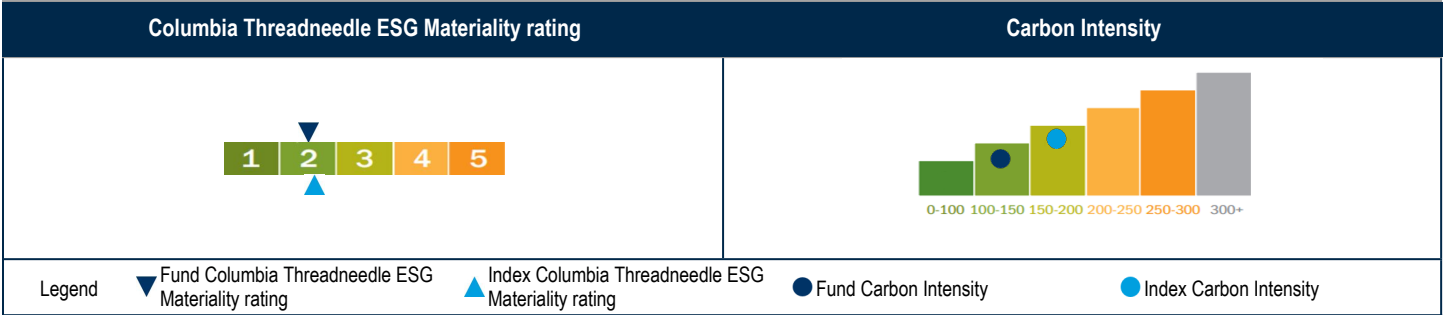 Columbia Threadneedle ESG Materiality rating
Carbon Intensity
1 2 3 4 5
0-100 100-150 150-200 200-250 250-300 300+
Legend
Fund Columbia Threadneedle ESG
Materiality rating
Index Columbia Threadneedle ESG
Materiality rating
Fund Carbon Intensity
Index Carbon Intensity